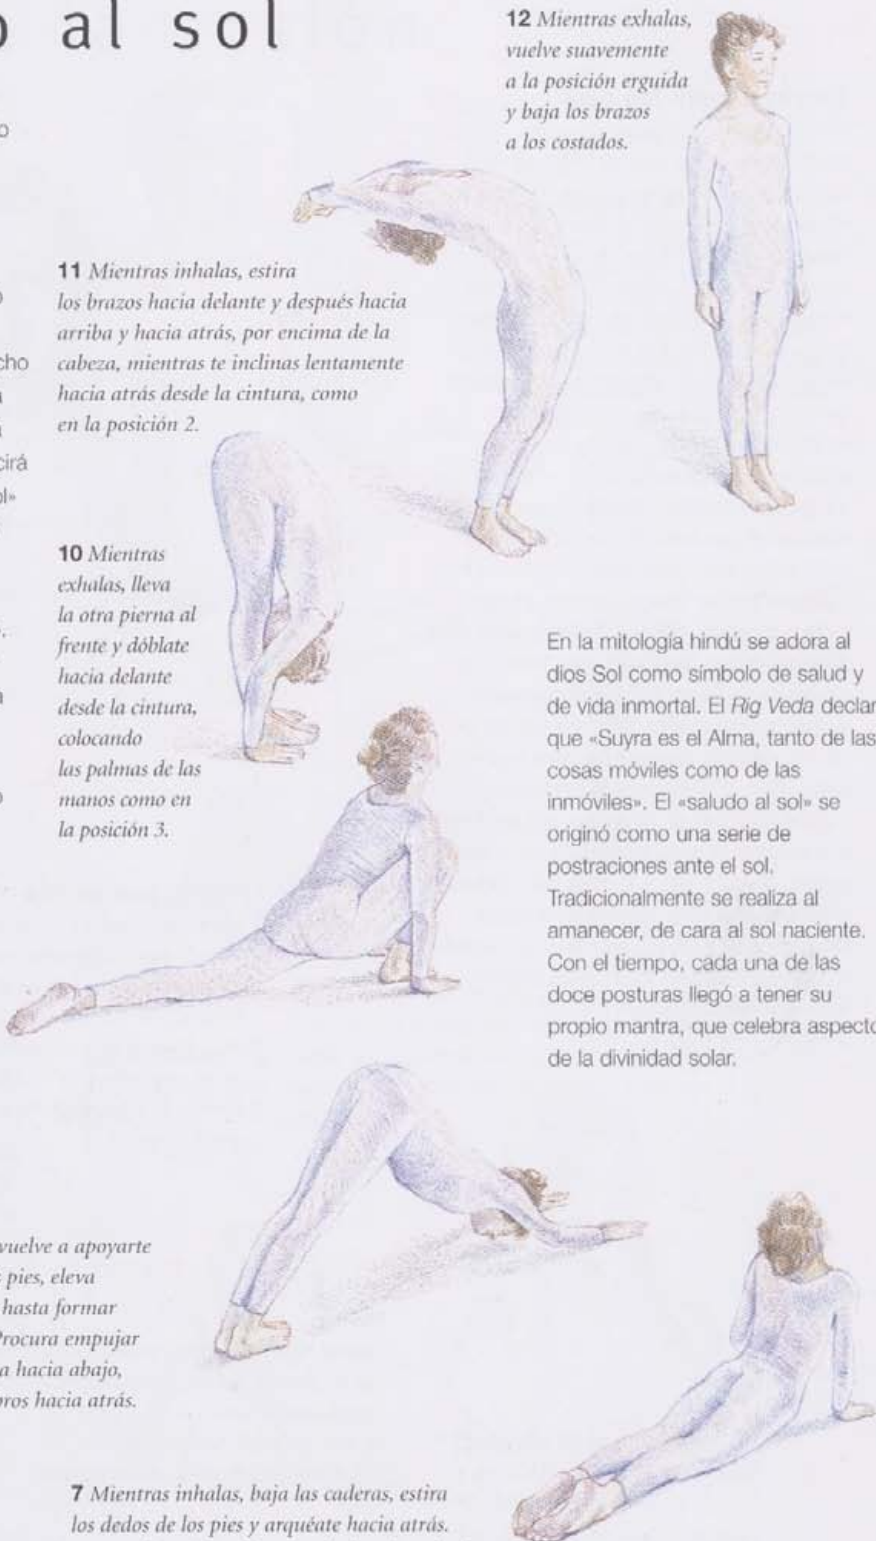 al sol
12 Mientras exhalas,
vuelve suavemente
a la posición erguida
y baja los brazos
a los costados.
11 Mientras inhalas, estira
los brazos hacia delante y después hacia
arriba y hacia atrás, por encima de la
cabeza, mientras te inclinas lentamente
hacia atrás desde la cintura, como
en la posición 2.
10 Mientras
exhalas, lleva
la otra pierna al
frente y dóblate
hacia delante
desde la cintura,
colocando
las palmas de las
manos como en
la posición 3.
En la mitología hindú se adora al
dios Sol como símbolo de salud y
de vida inmortal. El Rig Veda declar
que «Suyra es el Alma, tanto de las
cosas móviles como de las
inmóviles». El «saludo al sol» se
originó como una serie de
postraciones ante el sol.
Tradicionalmente se realiza al
amanecer, de cara al sol naciente.
Con el tiempo, cada una de las
doce posturas llegó a tener su
propio mantra, que celebra aspecto
de la divinidad solar.
vuelve a apoyarte
pies, eleva
hasta formar
Procura empujar
a hacia abajo,
bros hacia atrás.
7 Mientras inhalas, baja las caderas, estira
los dedos de los pies y arquéate hacia atrás.